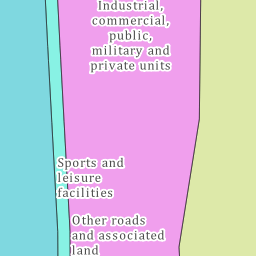 Industrial,
commercial,
public,
military and
private units
Sports and
leisure
facilities
Other roads
and associated
land